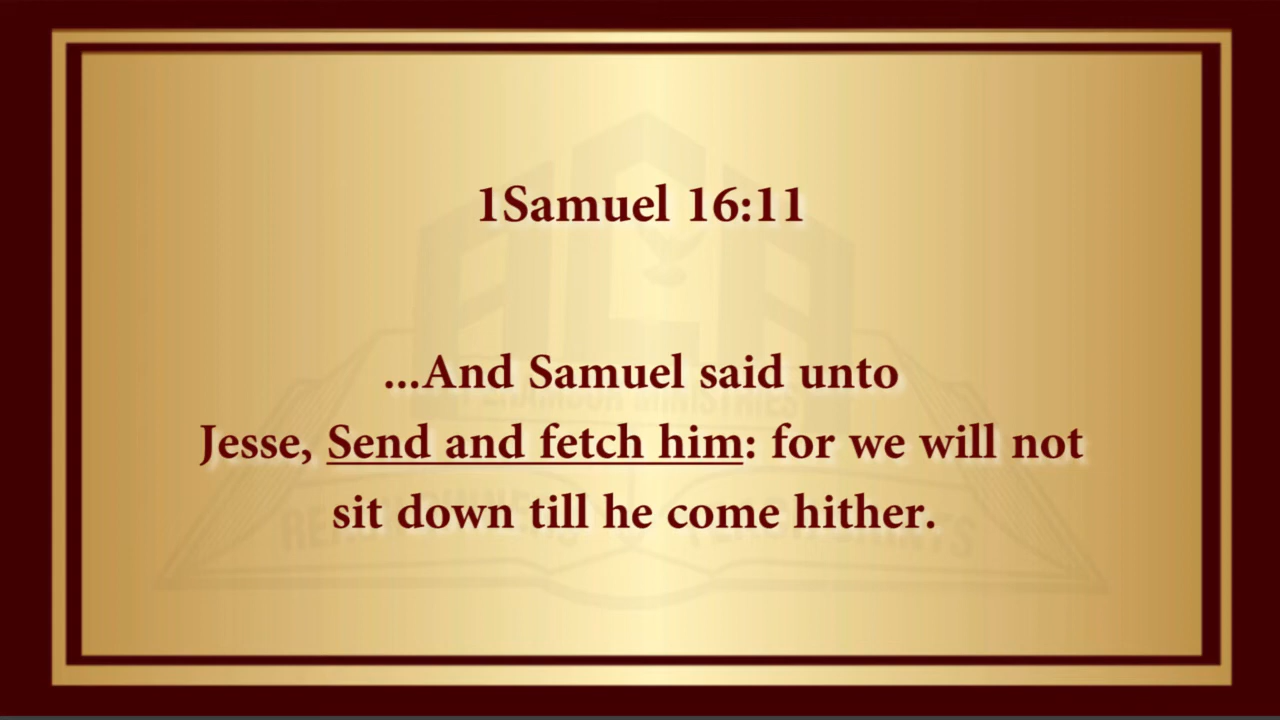 1Samuel 16:11
...And Samuel said unto
Jesse, Send and fetch him: for we will not
sit down till he come hither.